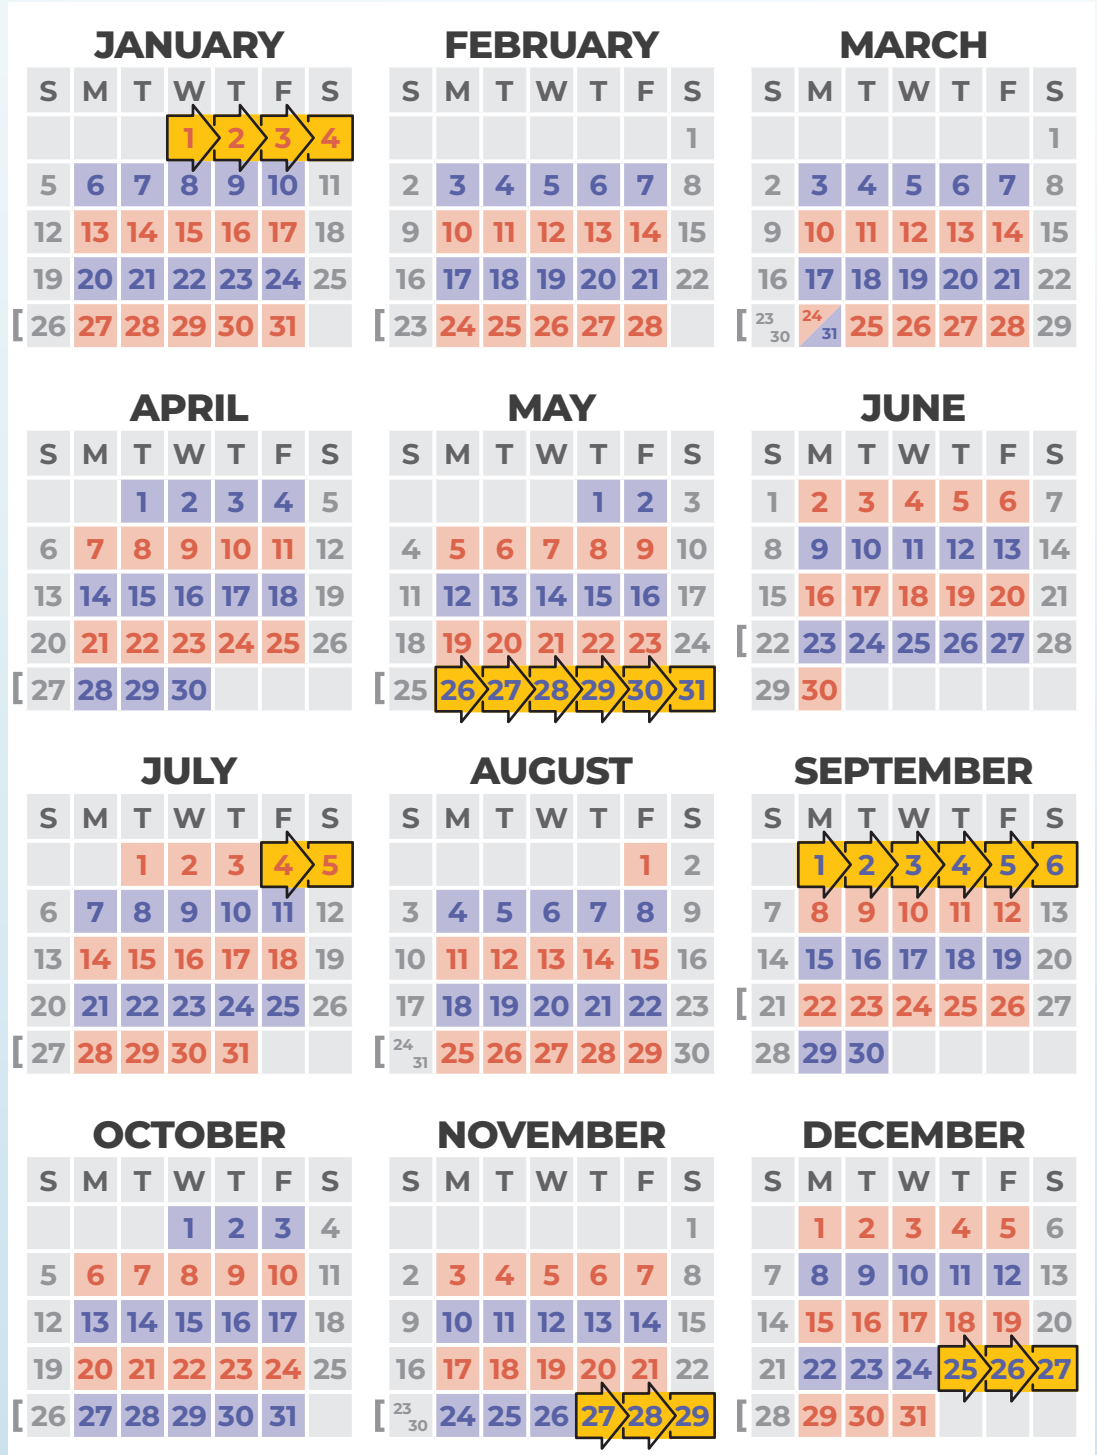 JANUARY FEBRUARY MARCH
S M T W T F S S M T W T F S S M T W T F S
1 2 3 4 1 1
5 6 7 8 9 10 11 2 3 4 5 6 7 8 2 3 4 5 6 7 8
12 13 14 15 16 17 18 9 10 11 12 13 14 15 9 10 11 12 13 14 15
19 20 21 22 23 24 25 16 17 18 19 20 21 22 16 17 18 19 20 21 22
[ 26 27 28 29 30 31 [ 23 24 25 26 27 28 [ 23 30 24 31 25 26 27 28 29
APRIL MAY JUNE
S M T W T F S S M T W T F S S M T W T F S
1 2 3 4 5 1 2 3 1 2 3 4 5 6 7
6 7 8 9 10 11 12 4 5 6 7 8 9 10 8 9 10 11 12 13 14
13 14 15 16 17 18 19 11 12 13 14 15 16 17 15 16 17 18 19 20 21
20 21 22 23 24 25 26 18 19 20 21 22 23 24 [ 22 23 24 25 26 27 28
[ 27 28 29 30 [ 25 26 27 28 29 30 31 29 30
JULY AUGUST SEPTEMBER
S M T W T F S S M T W T F S S M T W T F S
1 2 3 4 5 1 2 1 2 3 4 5 6
6 7 8 9 10 11 12 3 4 5 6 7 8 9 7 8 9 10 11 12 13
13 14 15 16 17 18 19 10 11 12 13 14 15 16 14 15 16 17 18 19 20
20 21 22 23 24 25 26 17 18 19 20 21 22 23 [ 21 22 23 24 25 26 27
[ 27 28 29 30 31 [ 24 31 25 26 27 28 29 30 28 29 30
OCTOBER NOVEMBER DECEMBER
S M T W T F S S M T W T F S S M T W T F S
1 2 3 4 1 1 2 3 4 5 6
5 6 7 8 9 10 11 2 3 4 5 6 7 8 7 8 9 10 11 12 13
12 13 14 15 16 17 18 9 10 11 12 13 14 15 14 15 16 17 18 19 20
19 20 21 22 23 24 25 16 17 18 19 20 21 22 21 22 23 24 25 26 27
[ 26 27 28 29 30 31 [ 23 30 24 25 26 27 28 29 [ 28 29 30 31